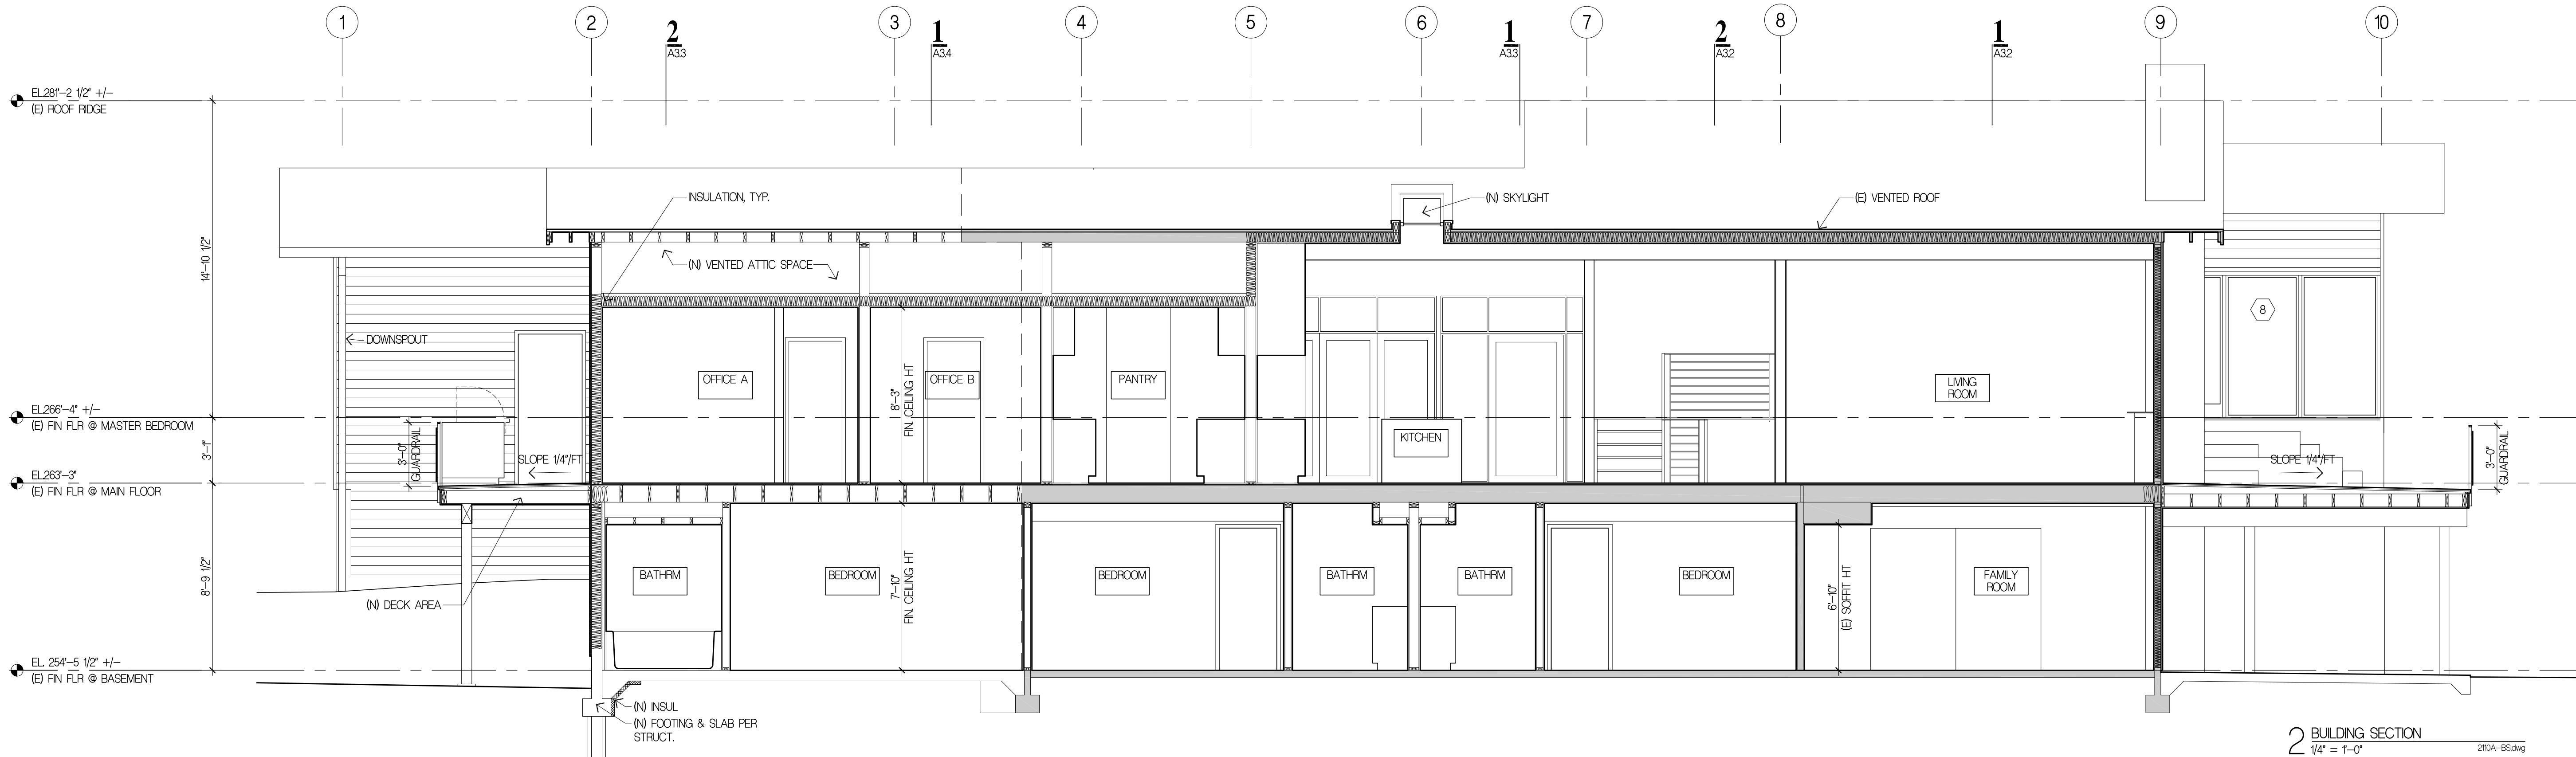 1
2
3
4
5
6
7
8
9
10
2
A3.3
1
A3.4
1
A3.3
2
A3.2
1
A3.2
EL.281'-2 1/2" +/-
(E) ROOF RIDGE
INSULATION, TYP.
(N) SKYLIGHT
(E) VENTED ROOF
14'-10 1/2"
(N) VENTED ATTIC SPACE
8
DOWNSPOUT
OFFICE A
8'-3"
FIN. CEILING HT
OFFICE B
PANTRY
LIVING
ROOM
EL.266'-4" +/-
(E) FIN FLR @ MASTER BEDROOM
3'-1"
3'-0"
GUARDRAIL
SLOPE 1/4"/FT
KITCHEN
SLOPE 1/4"/FT
3'-0"
GUARDRAIL
EL.263'-3"
(E) FIN FLR @ MAIN FLOOR
8'-9 1/2"
BATHRM
BEDROOM
7'-10"
FIN. CEILING HT
BEDROOM
BATHRM
BATHRM
BEDROOM
6'-10"
(E) SOFFIT HT
FAMILY
ROOM
(N) DECK AREA
EL. 254'-5 1/2" +/-
(E) FIN FLR @ BASEMENT
(N) INSUL
(N) FOOTING & SLAB PER
STRUCT.
2 BUILDING SECTION
1/4" = 1'-0"
2110A-BS.dwg